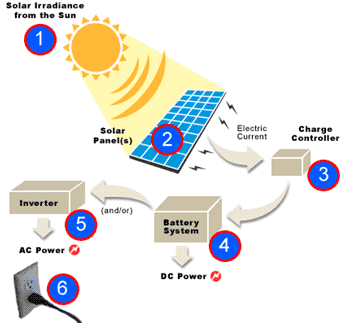 Solar Irradiance
from the Sun
1
Solar
Panel(s)
2
Electric
Current
Charge
Controller
3
Inverter
5
(and/or)
Battery
System
4
AC Power
DC Power
6